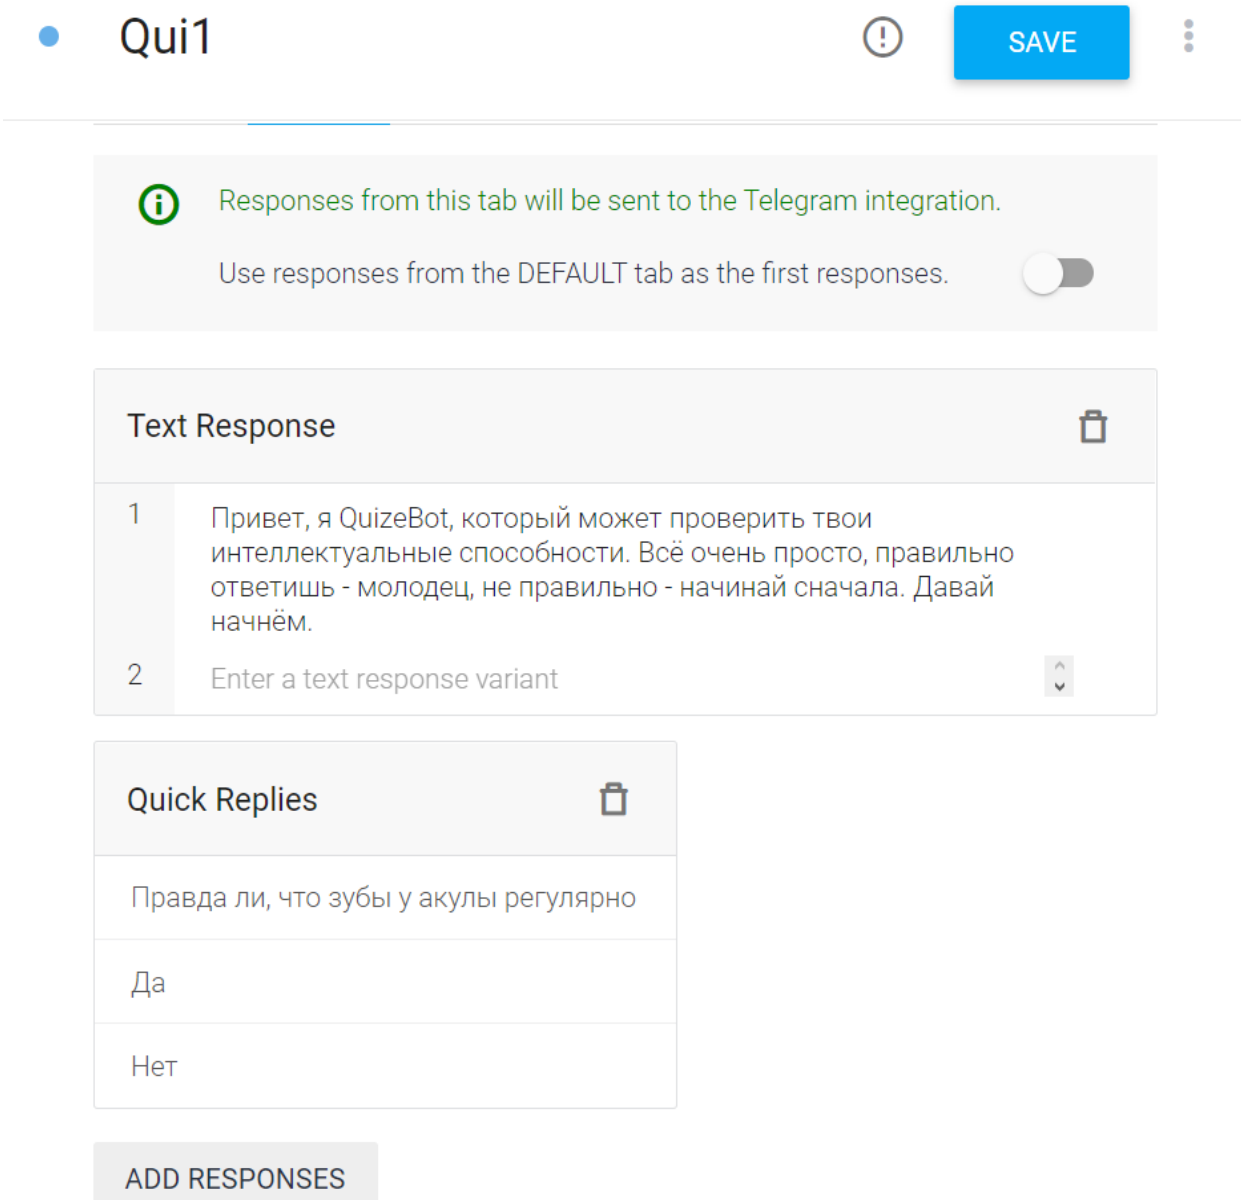 Qui1
SAVE
Responses from this tab will be sent to the Telegram integration.
Use responses from the DEFAULT tab as the first responses.
Text Response
1
Привет, я QuizeBot, который может проверить твои
интеллектуальные способности. Всё очень просто, правильно
ответишь - молодец, не правильно - начинай сначала. Давай
начнём.
2
Enter a text response variant
Quick Replies
Правда ли, что зубы у акулы регулярно
Да
Нет
ADD RESPONSES